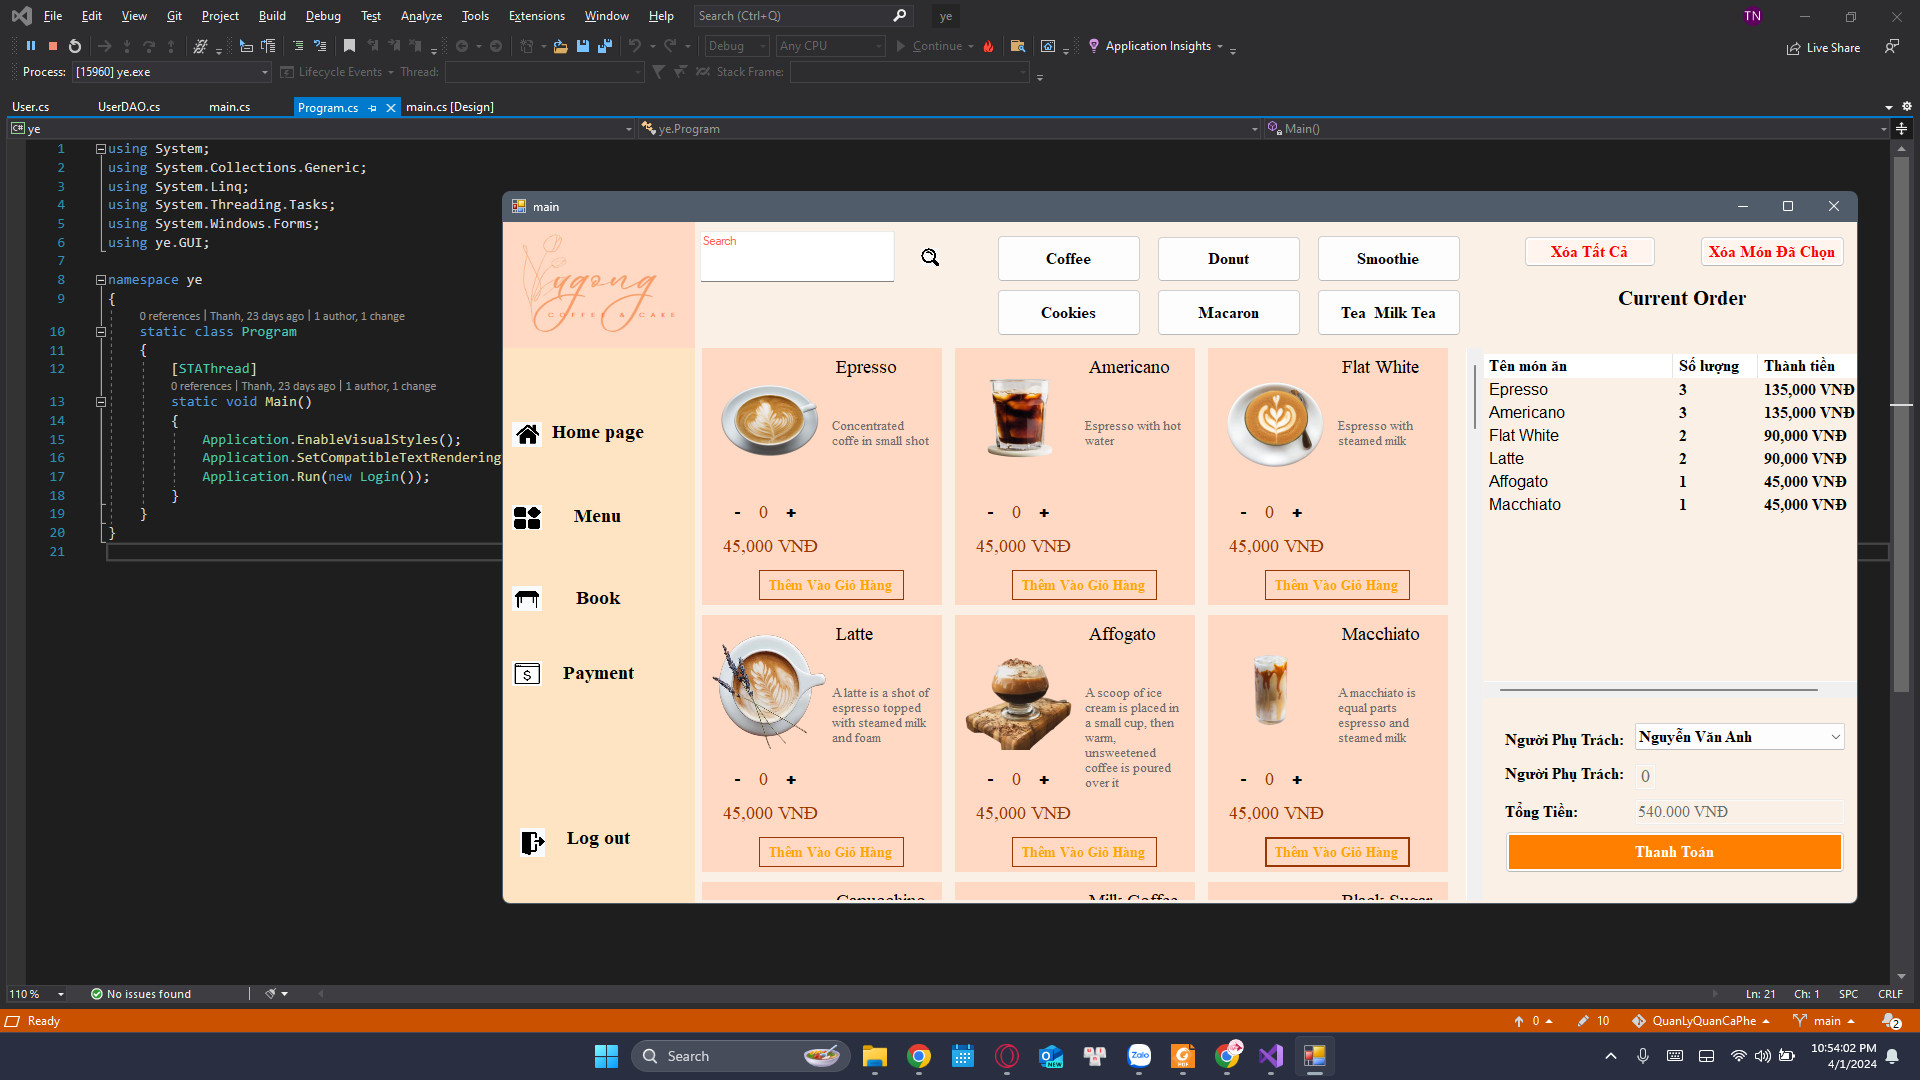 File Edit View Git Project Build Debug Test Analyze Tools Extensions Window Help Search (Ctrl+Q) ye TN
Debug Any CPU Continue Application Insights Live Share
Process: [15960] ye.exe Lifecycle Events Thread: Stack Frame:
User.cs UserDAO.cs main.cs Program.cs main.cs [Design]
C# ye ye.Program Main()
1 using System;
2 using System.Collections.Generic;
3 using System.Linq;
4 using System.Threading.Tasks;
5 using System.Windows.Forms;
6 using ye.GUI;
7
8 namespace ye
9 {
0 references | Thanh, 23 days ago | 1 author, 1 change
10 static class Program
11 {
12 [STAThread]
0 references | Thanh, 23 days ago | 1 author, 1 change
13 static void Main()
14 {
15 Application.EnableVisualStyles();
16 Application.SetCompatibleTextRendering
17 Application.Run(new Login());
18 }
19 }
20 }
21
main
Yugong
COFFEE & CAKE
Home page
Menu
Book
Payment
Log out
Search
Coffee Donut Smoothie
Cookies Macaron Tea Milk Tea
Epresso
Concentrated
coffe in small shot
- 0 +
45,000 VNĐ
Thêm Vào Giỏ Hàng
Americano
Espresso with hot
water
- 0 +
45,000 VNĐ
Thêm Vào Giỏ Hàng
Flat White
Espresso with
steamed milk
- 0 +
45,000 VNĐ
Thêm Vào Giỏ Hàng
Latte
A latte is a shot of
espresso topped
with steamed milk
and foam
- 0 +
45,000 VNĐ
Thêm Vào Giỏ Hàng
Affogato
A scoop of ice
cream is placed in
a small cup, then
warm,
unsweetened
coffee is poured
over it
- 0 +
45,000 VNĐ
Thêm Vào Giỏ Hàng
Macchiato
A macchiato is
equal parts
espresso and
steamed milk
- 0 +
45,000 VNĐ
Thêm Vào Giỏ Hàng
Capucchino Milk Coffee Black Sugar
Xóa Tất Cả Xóa Món Đã Chọn
Current Order
Tên món ăn Số lượng Thành tiền
Epresso 3 135,000 VNĐ
Americano 3 135,000 VNĐ
Flat White 2 90,000 VNĐ
Latte 2 90,000 VNĐ
Affogato 1 45,000 VNĐ
Macchiato 1 45,000 VNĐ
Người Phụ Trách: Nguyễn Văn Anh
Người Phụ Trách: 0
Tổng Tiền: 540.000 VNĐ
Thanh Toán
110 % No issues found Ln: 21 Ch: 1 SPC CRLF
Ready 0 10 QuanLyQuanCaPhe main 2
Search NEW Zalo PDF 10:54:02 PM
4/1/2024